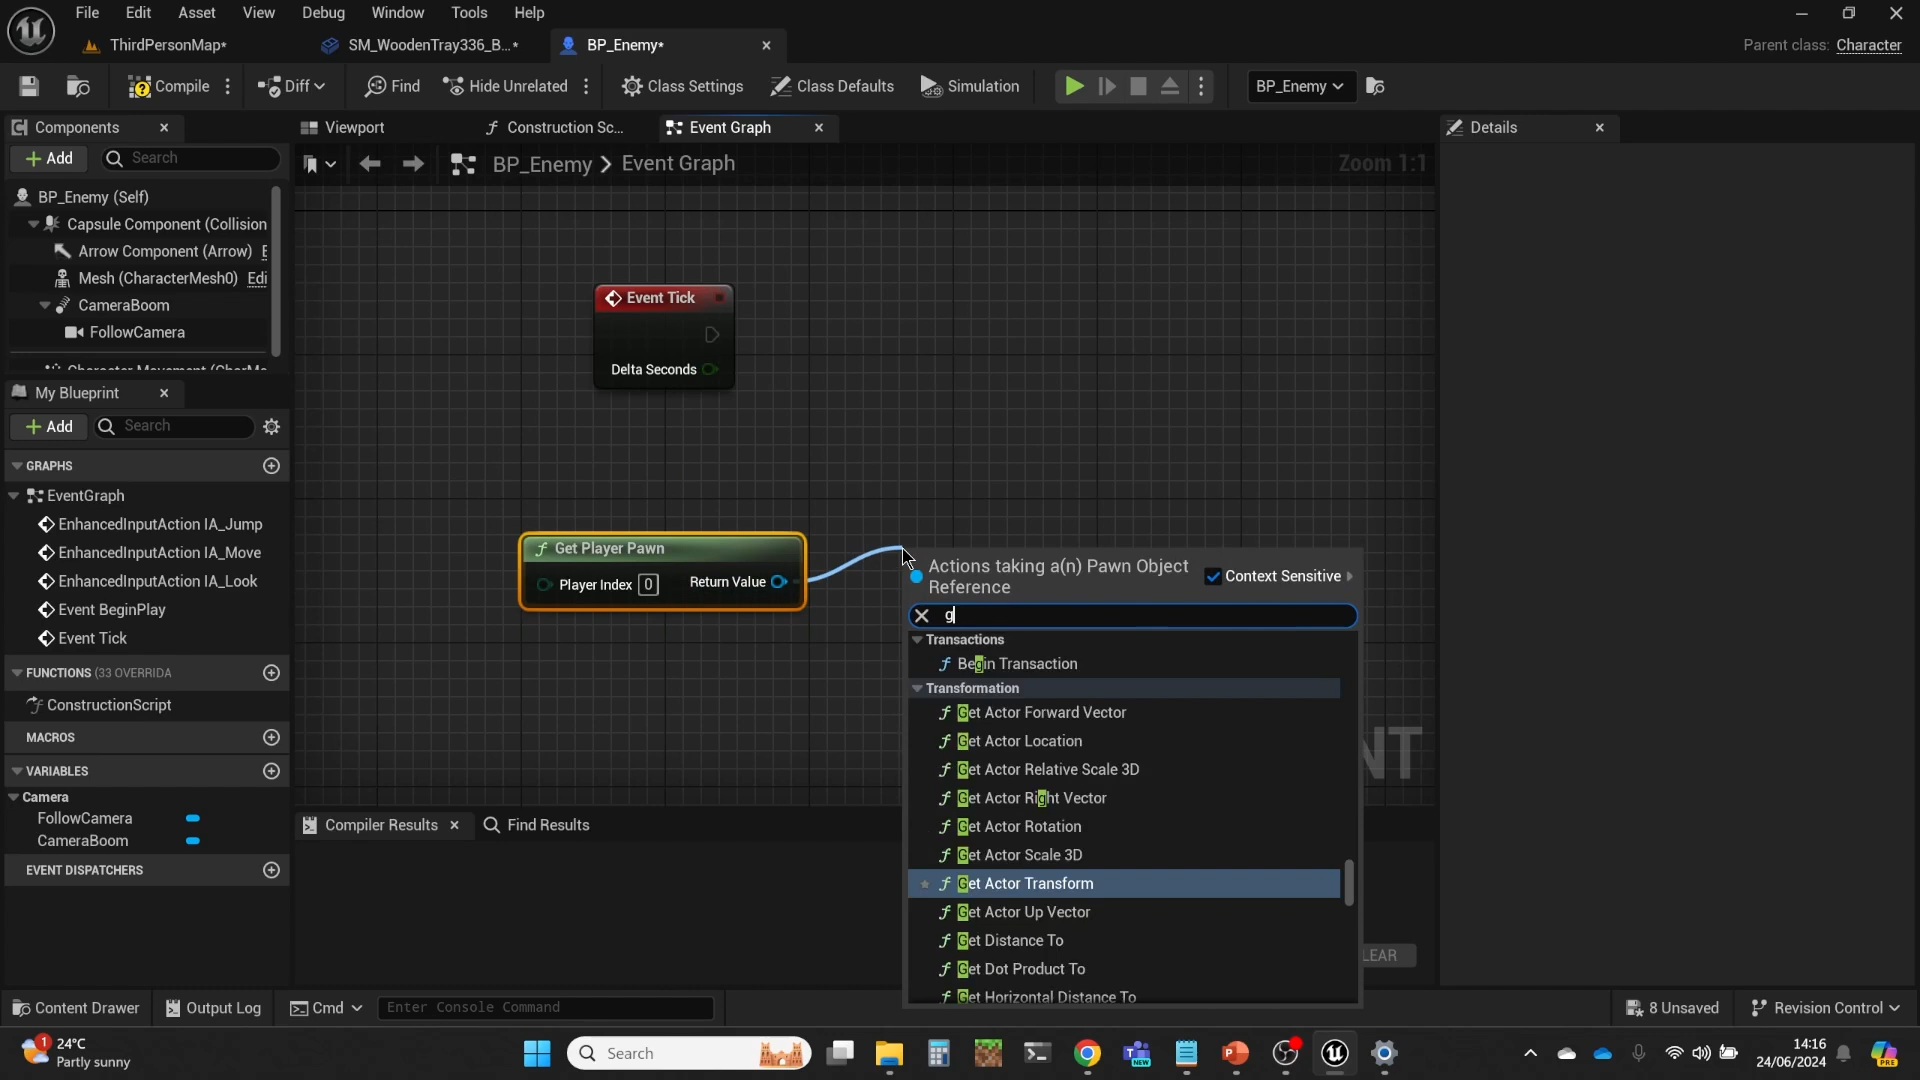 File Edit Asset View Debug Window Tools Help
ThirdPersonMap* SM_WoodenTray336_B...* BP_Enemy* Parent class: Character
Compile Diff Find Hide Unrelated Class Settings Class Defaults Simulation BP_Enemy
Components Viewport Construction Sc... Event Graph Details
Add Search BP_Enemy > Event Graph Zoom 1:1
BP_Enemy (Self)
Capsule Component (Collision
Arrow Component (Arrow) E
Mesh (CharacterMesh0) Edi
CameraBoom
FollowCamera
Event Tick
Delta Seconds
My Blueprint
Add Search
GRAPHS
EventGraph
EnhancedInputAction IA_Jump
EnhancedInputAction IA_Move
EnhancedInputAction IA_Look
Event BeginPlay
Event Tick
FUNCTIONS (33 OVERRIDA
ConstructionScript
MACROS
VARIABLES
Camera
FollowCamera
CameraBoom
EVENT DISPATCHERS
Get Player Pawn
Player Index 0 Return Value
Actions taking a(n) Pawn Object
Reference
Context Sensitive
g
Transactions
Begin Transaction
Transformation
Get Actor Forward Vector
Get Actor Location
Get Actor Relative Scale 3D
Get Actor Right Vector
Get Actor Rotation
Get Actor Scale 3D
Get Actor Transform
Get Actor Up Vector
Get Distance To
Get Dot Product To
Get Horizontal Distance To
NT
Compiler Results Find Results
LEAR
Content Drawer Output Log Cmd Enter Console Command 8 Unsaved Revision Control
1 24°C
Partly sunny
Search
NEW
14:16
24/06/2024
PRE